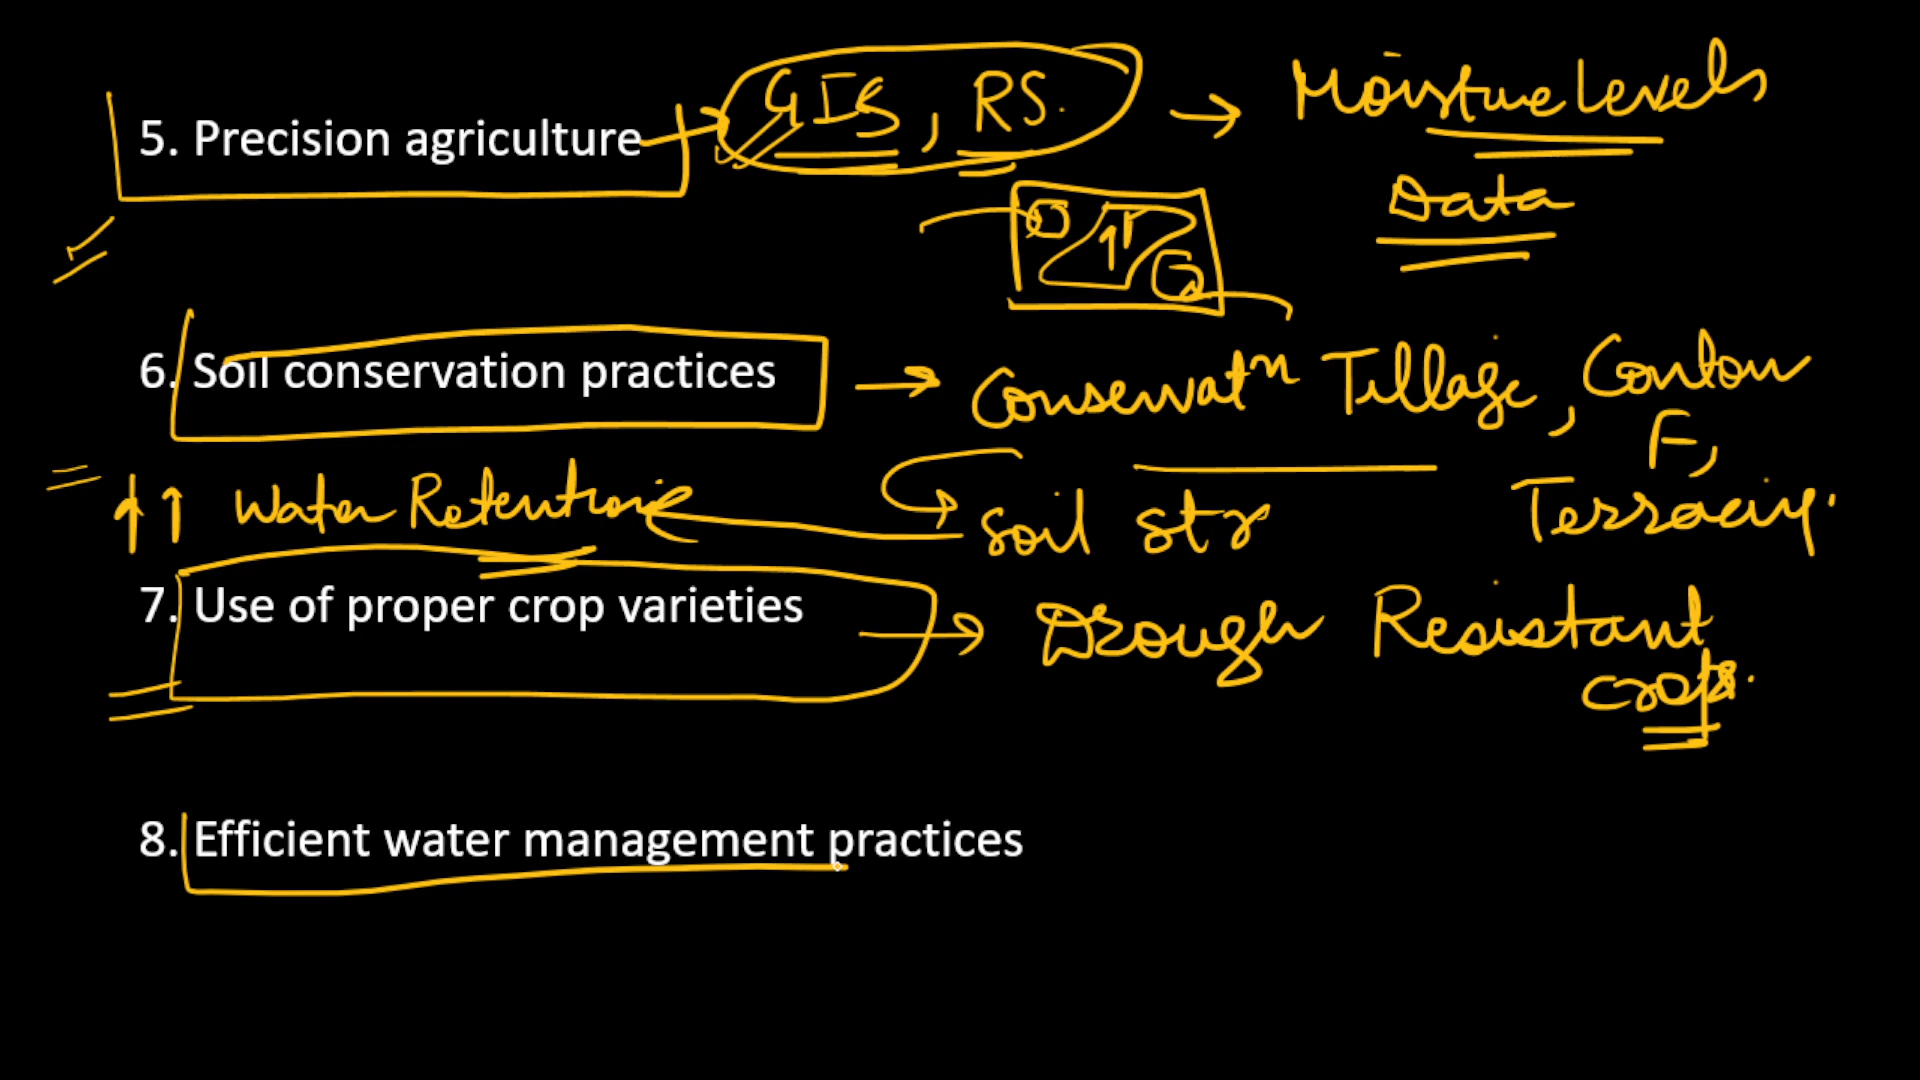 5. Precision agriculture → GIS, RS. → Moisture levels
Data
6. Soil conservation practices → Conservatn Tillage, Contour
F,
↑↑ Water Retention ← soil str Terracing.
7. Use of proper crop varieties → Drough Resistant
crops.
8. Efficient water management practices